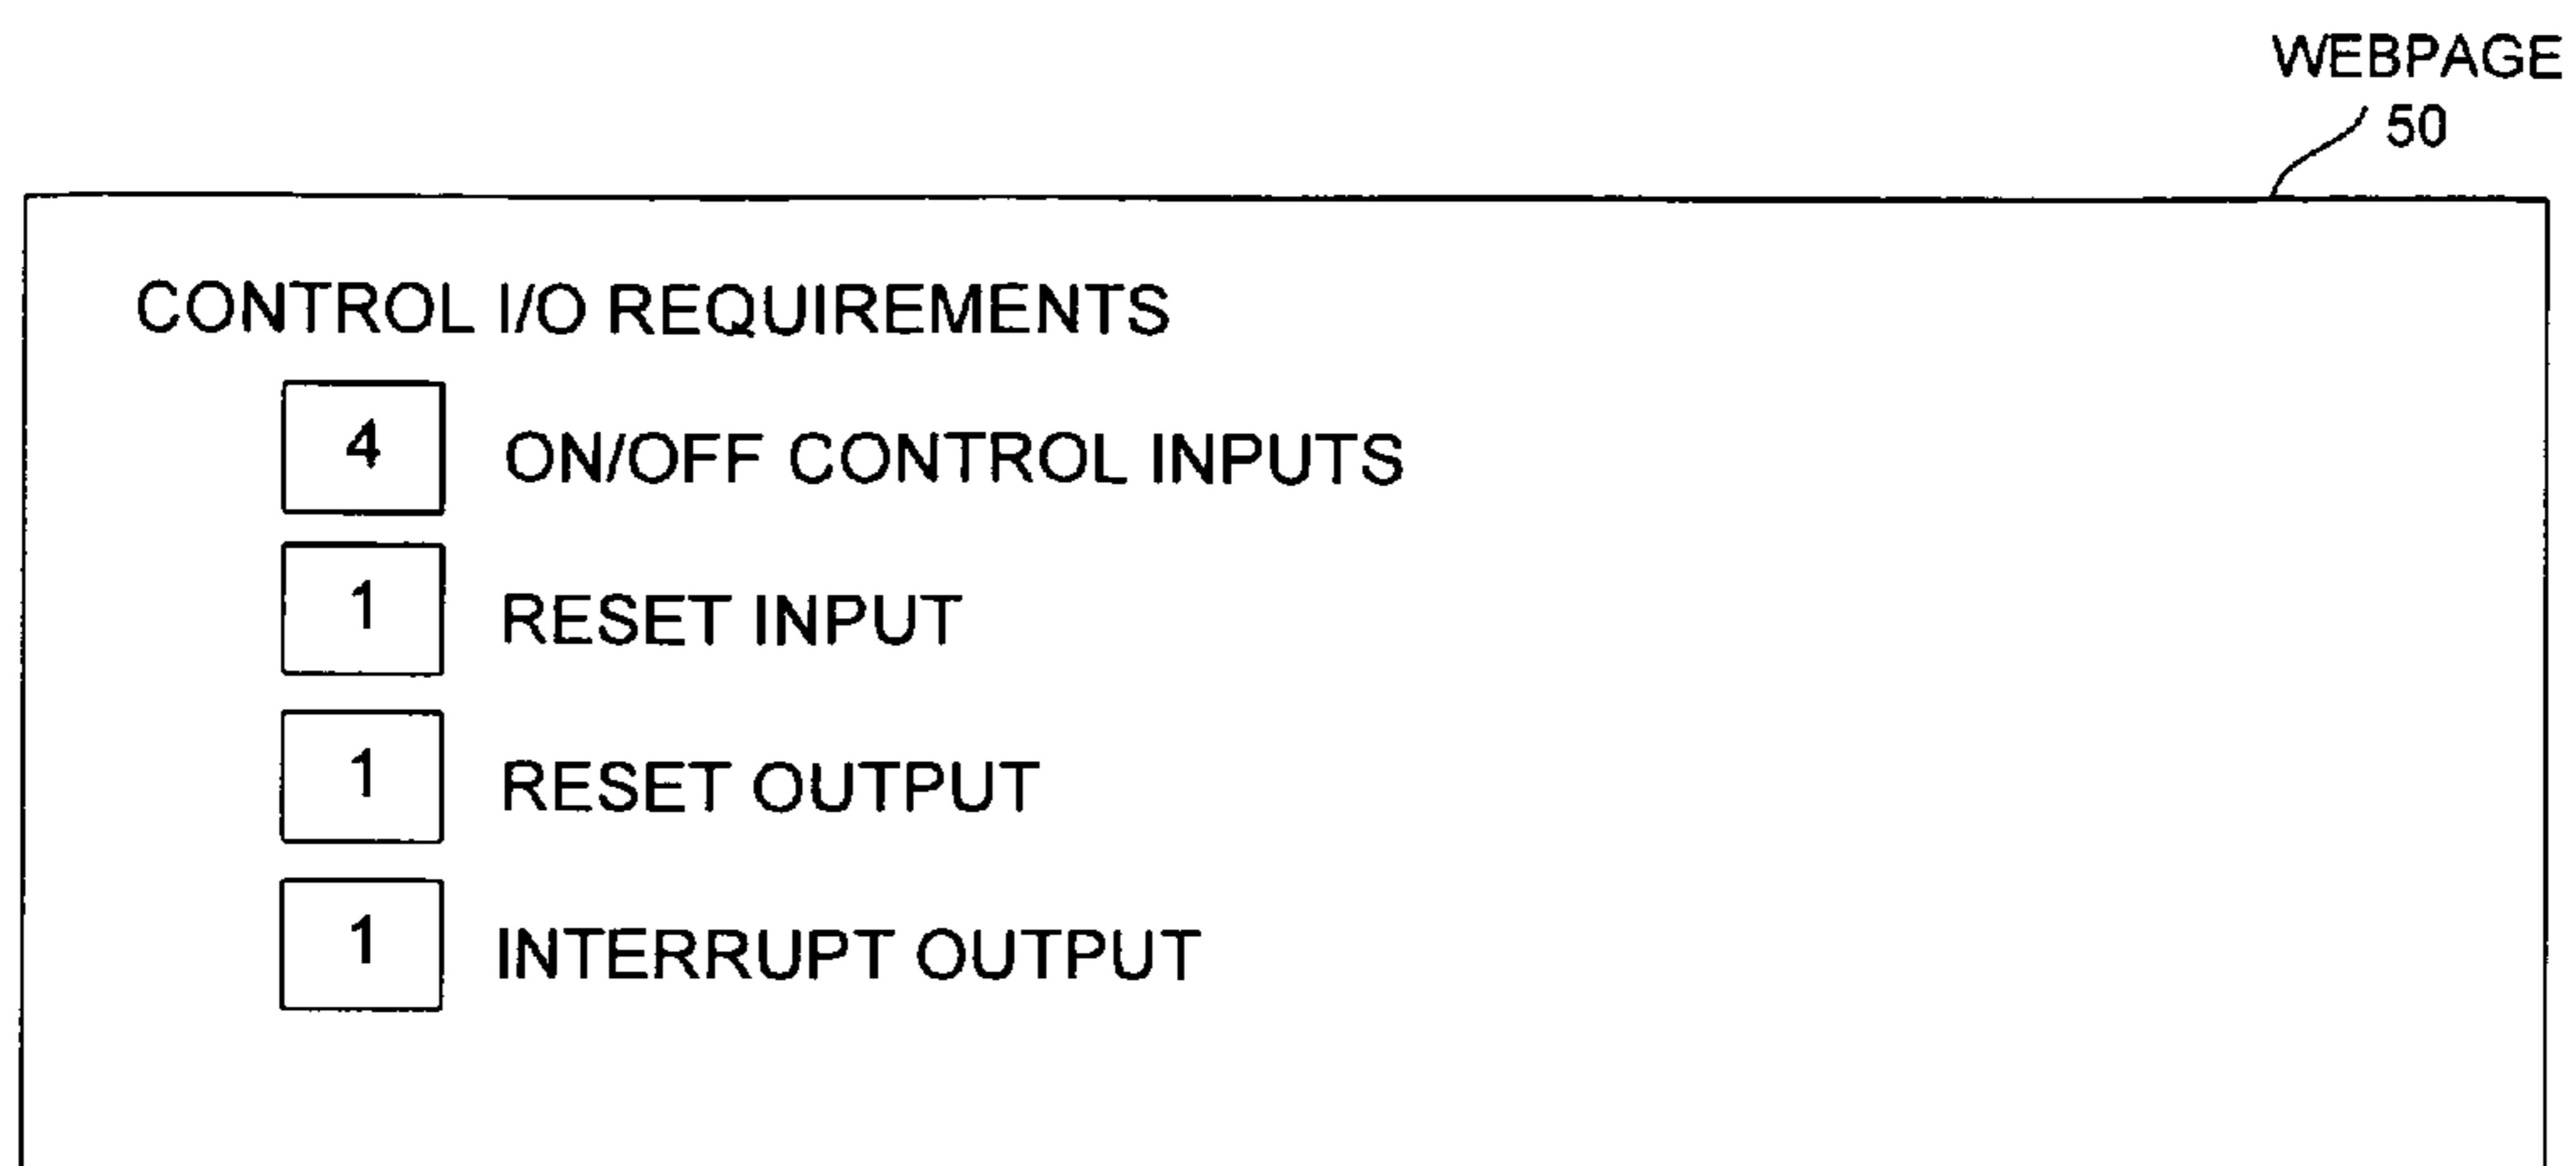 WEBPAGE
50
CONTROL I/O REQUIREMENTS
4 ON/OFF CONTROL INPUTS
1 RESET INPUT
1 RESET OUTPUT
1 INTERRUPT OUTPUT